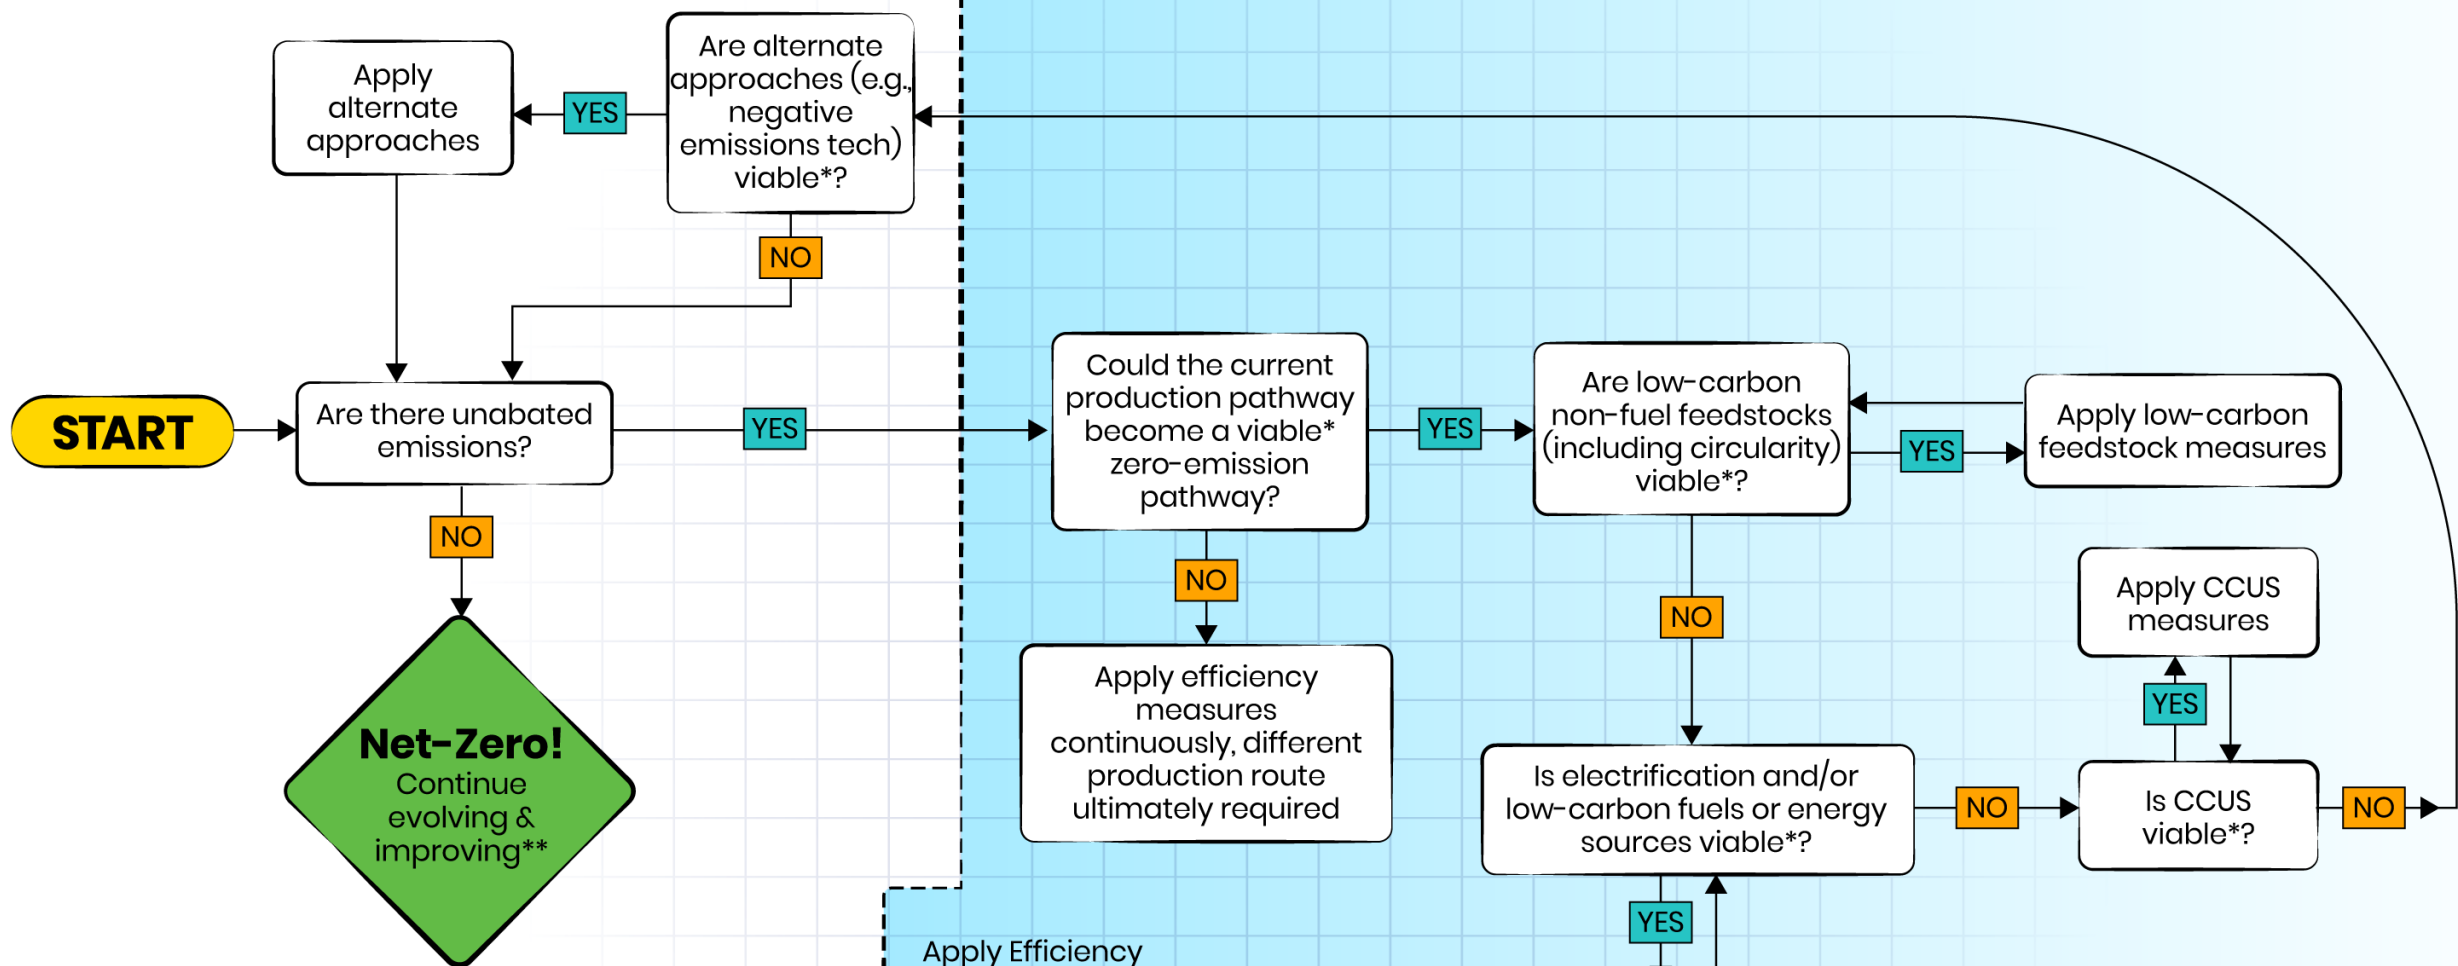 Apply
alternate
approaches
YES
Are alternate
approaches (e.g.,
negative
emissions tech)
viable*?
NO
START
Are there unabated
emissions?
YES
NO
Net-Zero!
Continue
evolving &
improving**
Could the current
production pathway
become a viable*
zero-emission
pathway?
YES
NO
Apply efficiency
measures
continuously, different
production route
ultimately required
Are low-carbon
non-fuel feedstocks
(including circularity)
viable*?
YES
Apply low-carbon
feedstock measures
NO
Is electrification and/or
low-carbon fuels or energy
sources viable*?
NO
YES
Apply CCUS
measures
YES
Is CCUS
viable*?
NO
Apply Efficiency